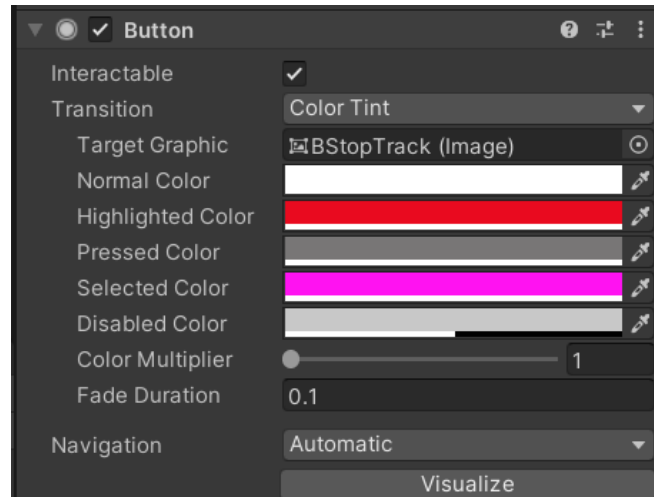 Button
Interactable
Transition Color Tint
Target Graphic BStopTrack (Image)
Normal Color
Highlighted Color
Pressed Color
Selected Color
Disabled Color
Color Multiplier 1
Fade Duration 0.1
Navigation Automatic
Visualize